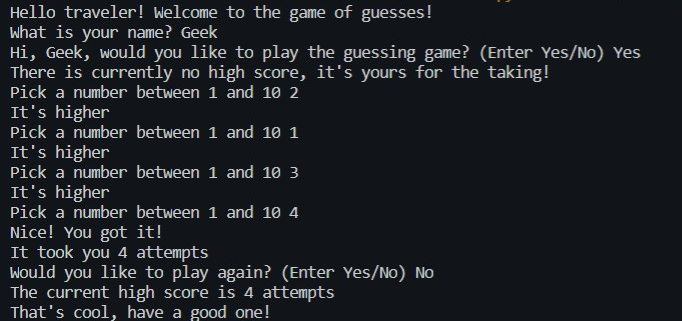 Hello traveler! Welcome to the game of guesses!
What is your name? Geek
Hi, Geek, would you like to play the guessing game? (Enter Yes/No) Yes
There is currently no high score, it's yours for the taking!
Pick a number between 1 and 10 2
It's higher
Pick a number between 1 and 10 1
It's higher
Pick a number between 1 and 10 3
It's higher
Pick a number between 1 and 10 4
Nice! You got it!
It took you 4 attempts
Would you like to play again? (Enter Yes/No) No
The current high score is 4 attempts
That's cool, have a good one!